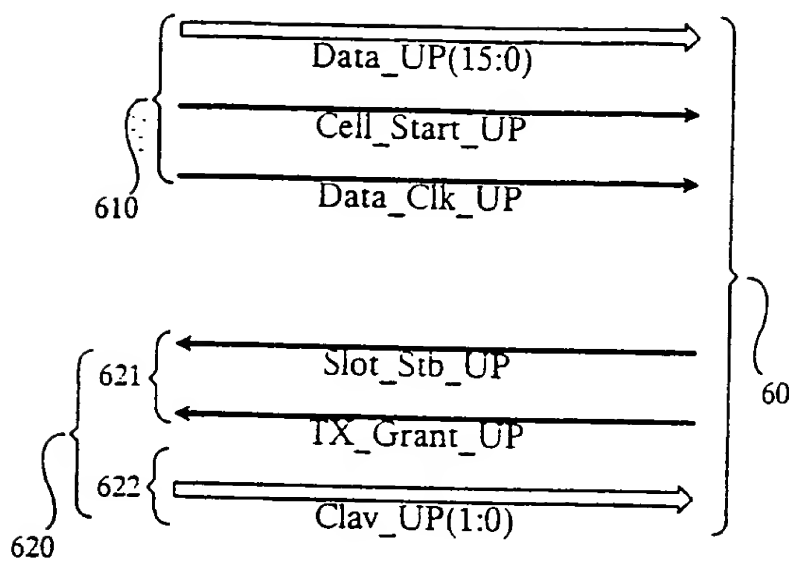 Data_UP(15:0)
Cell_Start_UP
Data_Clk_UP
610
Slot_Stb_UP
621
60
TX_Grant_UP
622
Clav_UP(1:0)
620